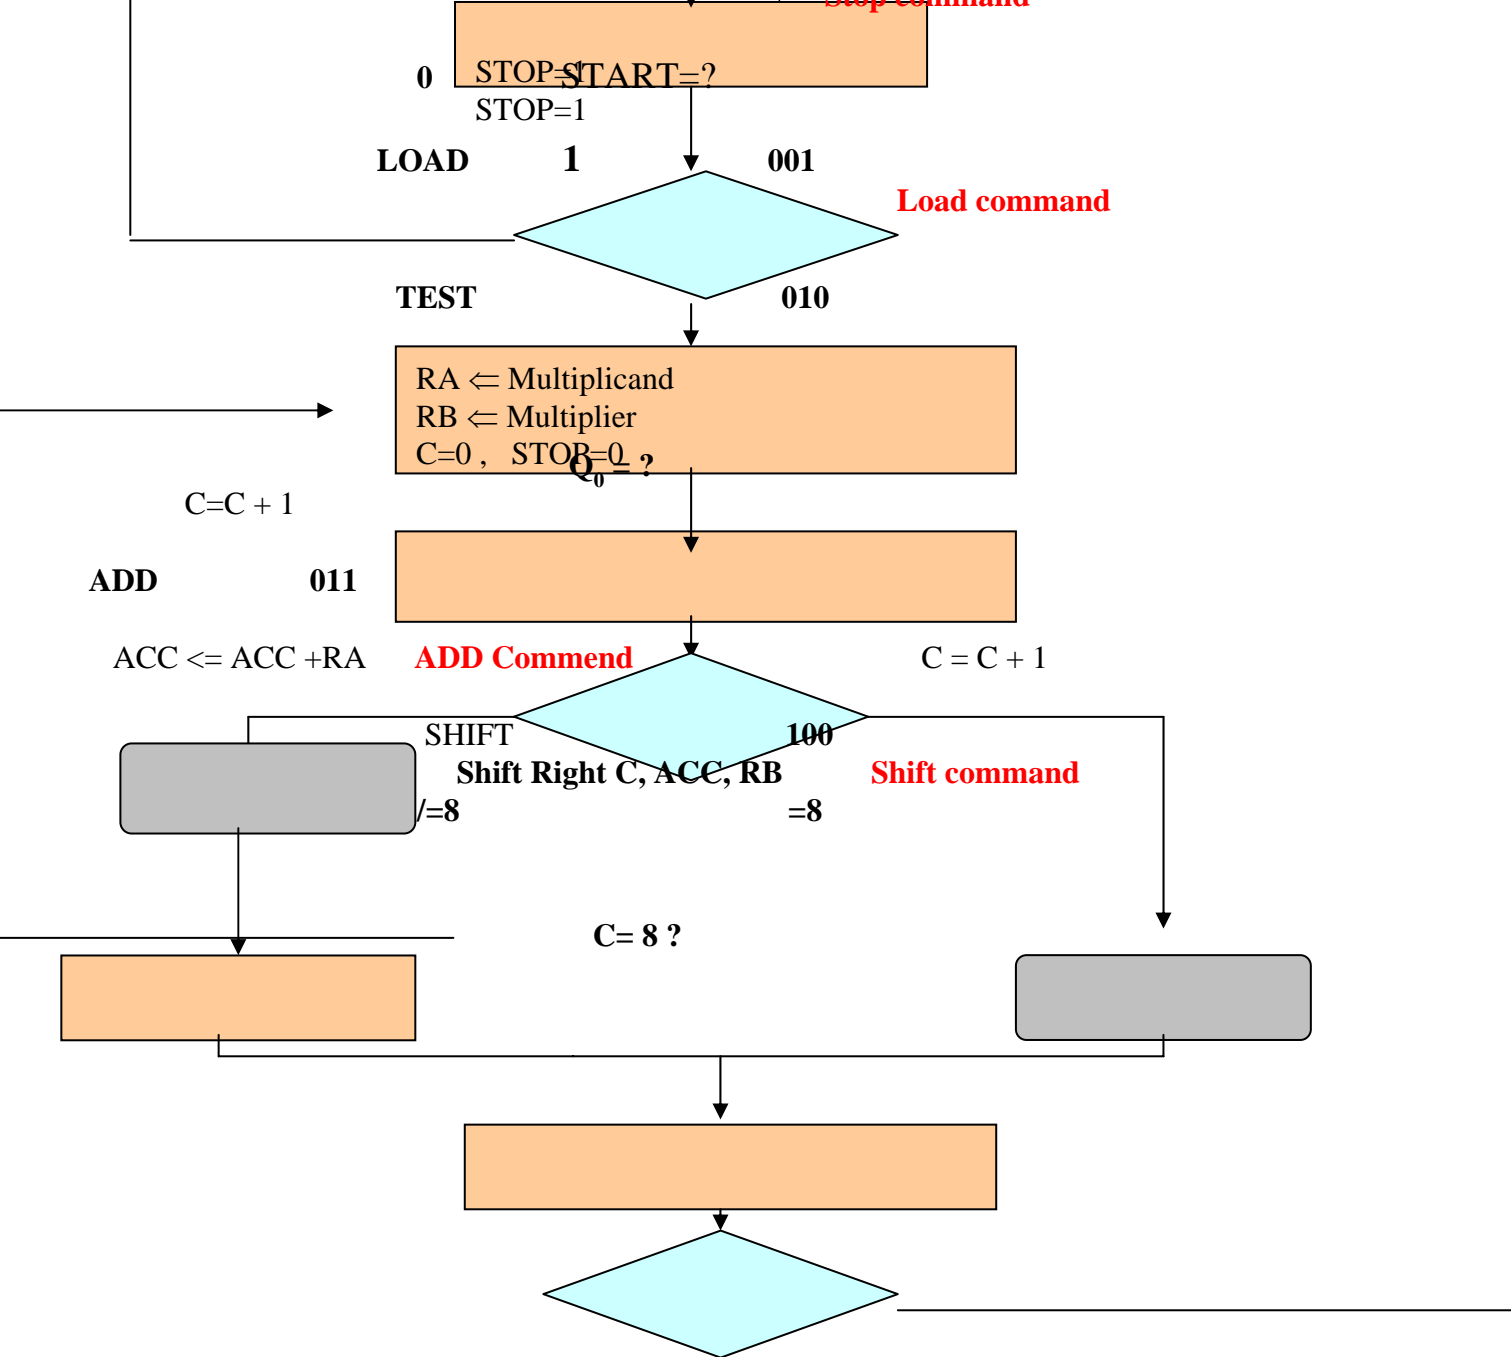 Stop command
0 STOP=1 START=?
STOP=1
LOAD 1 001
Load command
TEST 010
RA ⇐ Multiplicand
RB ⇐ Multiplier
C=0 , STOP=0
Q0 = ?
C=C + 1
ADD 011
ACC <= ACC +RA ADD Commend C = C + 1
SHIFT 100
Shift Right C, ACC, RB Shift command
/=8 =8
C= 8 ?